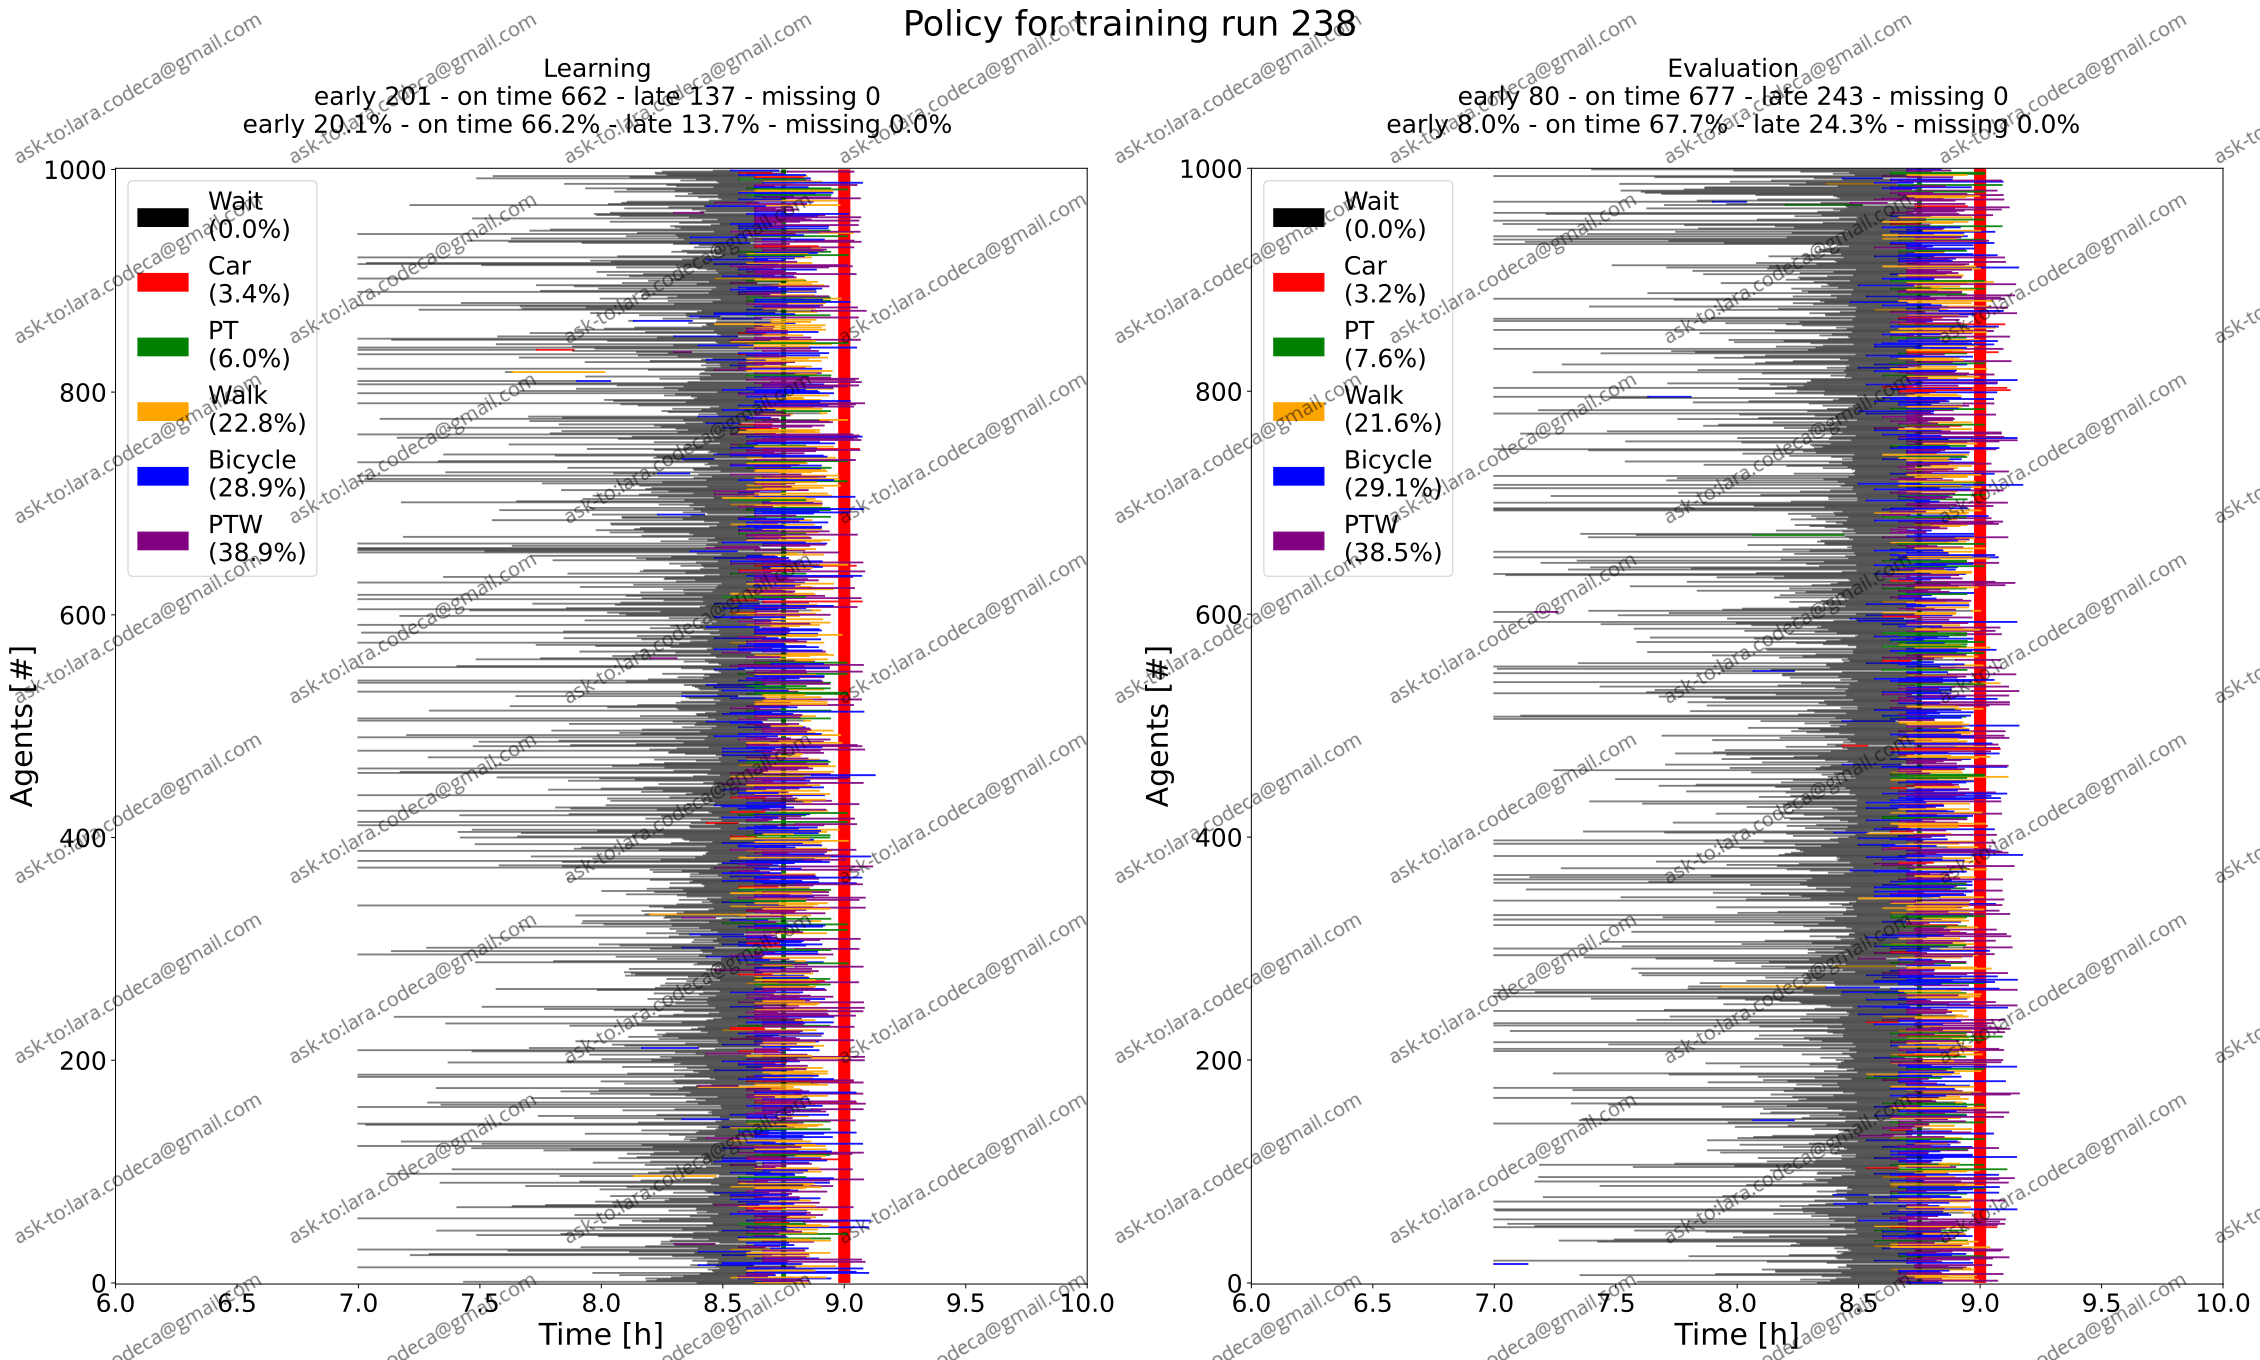 Policy for training run 238
Learning
early 201 - on time 662 - late 137 - missing 0
early 20.1% - on time 66.2% - late 13.7% - missing 0.0%
Evaluation
early 80 - on time 677 - late 243 - missing 0
early 8.0% - on time 67.7% - late 24.3% - missing 0.0%
Agents [#]
1000
800
600
400
200
0
Wait
(0.0%)
Car
(3.4%)
PT
(6.0%)
Walk
(22.8%)
Bicycle
(28.9%)
PTW
(38.9%)
6.0 6.5 7.0 7.5 8.0 8.5 9.0 9.5 10.0
Time [h]
Agents [#]
1000
800
600
400
200
0
Wait
(0.0%)
Car
(3.2%)
PT
(7.6%)
Walk
(21.6%)
Bicycle
(29.1%)
PTW
(38.5%)
6.0 6.5 7.0 7.5 8.0 8.5 9.0 9.5 10.0
Time [h]
ask-to:lara.codeca@gmail.com